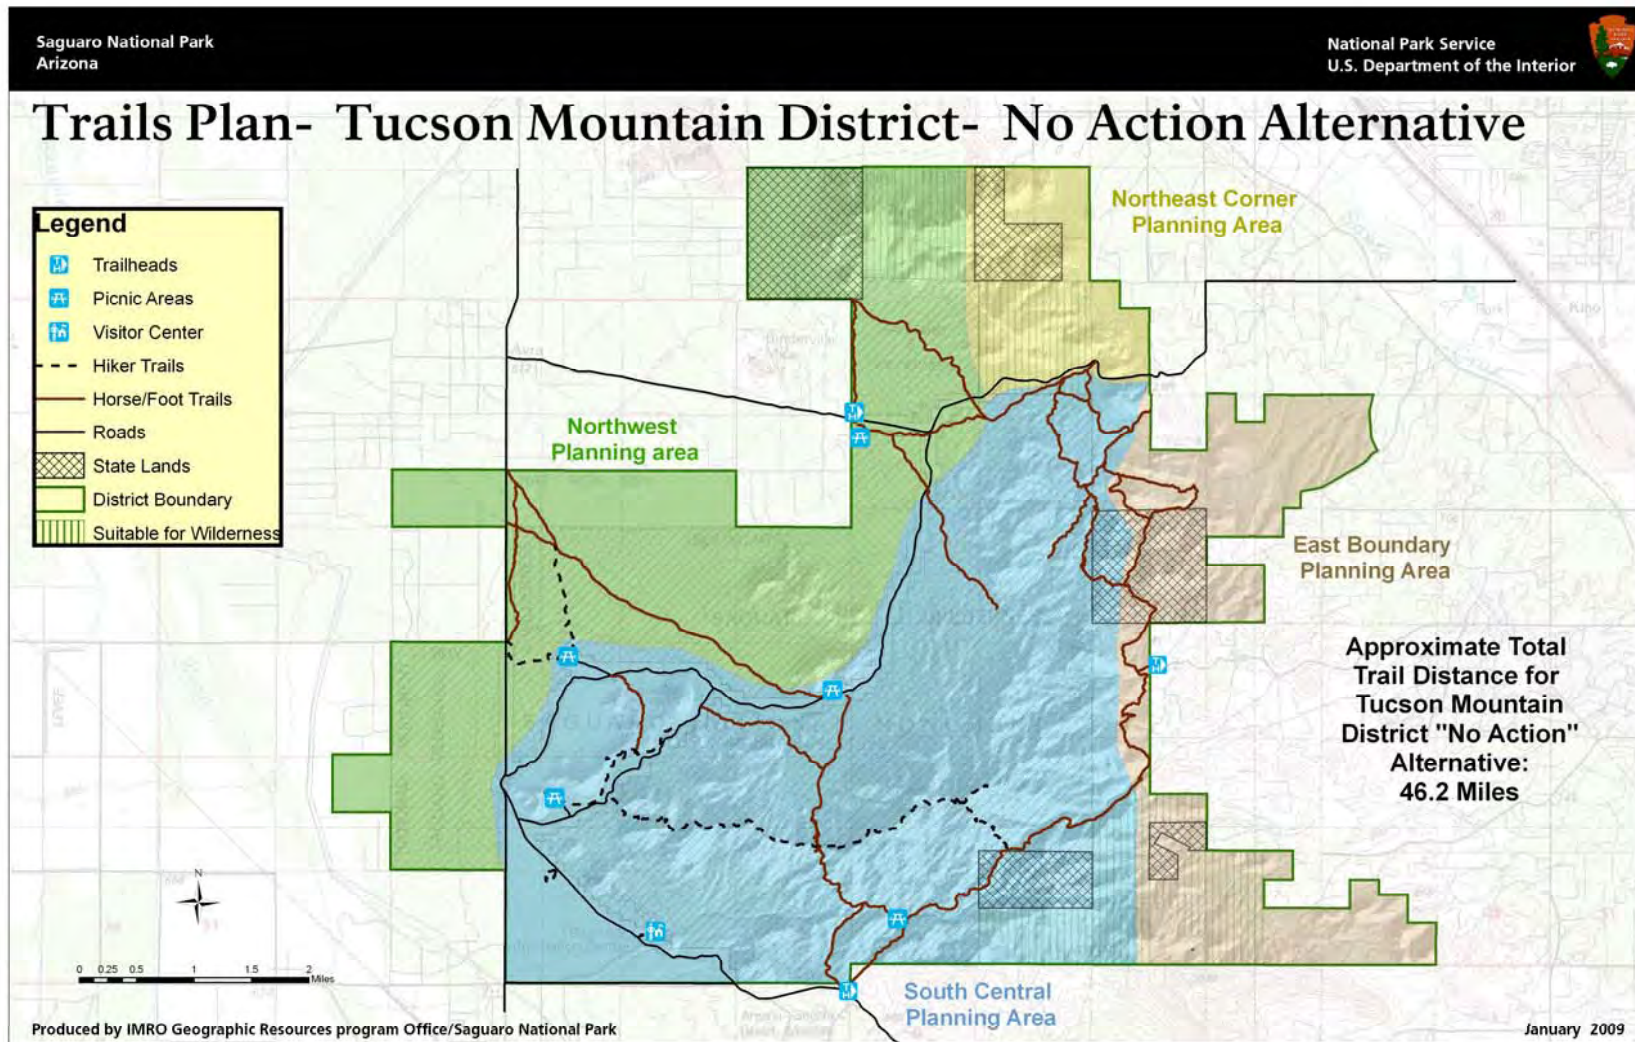 Saguaro National Park
Arizona
National Park Service
U.S. Department of the Interior
Trails Plan- Tucson Mountain District- No Action Alternative
Legend
Trailheads
Picnic Areas
Visitor Center
Hiker Trails
Horse/Foot Trails
Roads
State Lands
District Boundary
Suitable for Wilderness
Northeast Corner
Planning Area
Northwest
Planning area
East Boundary
Planning Area
Approximate Total
Trail Distance for
Tucson Mountain
District "No Action"
Alternative:
46.2 Miles
N
0 0.25 0.5 1 1.5 2
Miles
South Central
Planning Area
Produced by IMRO Geographic Resources program Office/Saguaro National Park
January 2009